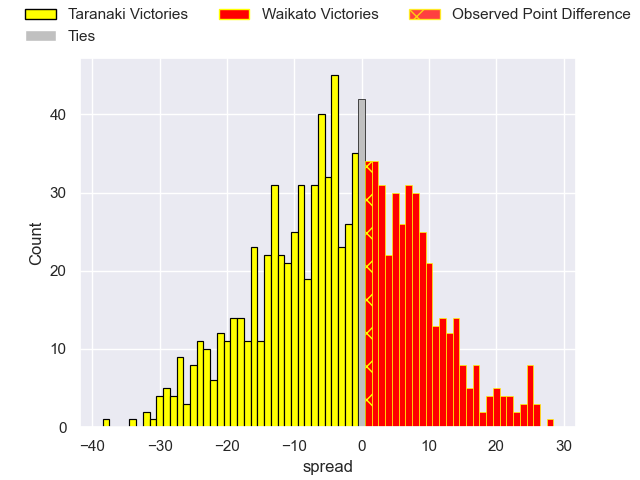 Taranaki Victories
Waikato Victories
Observed Point Difference
Ties
Count
40
30
20
10
0
−40
−30
−20
−10
0
10
20
30
spread